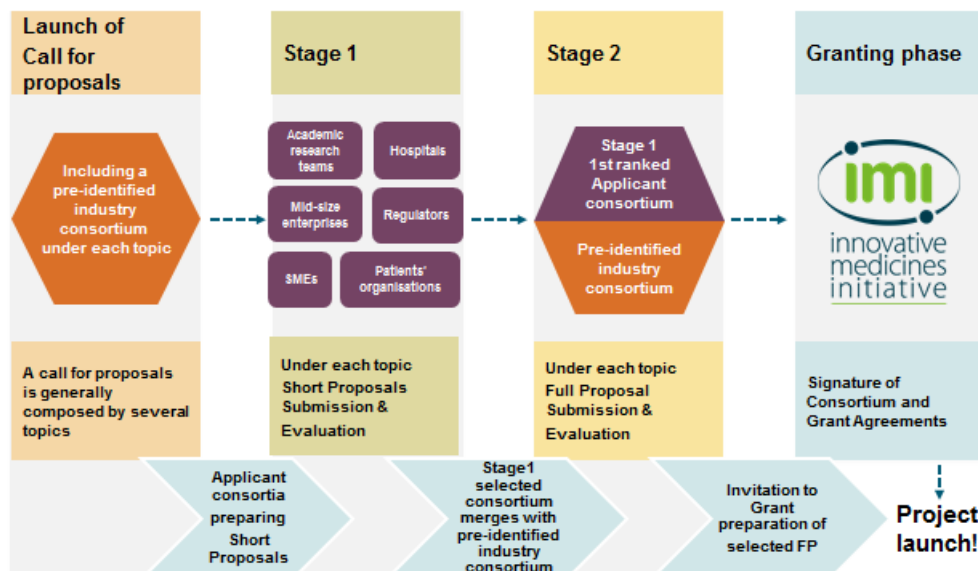 Launch of
Call for
proposals
Stage 1
Stage 2
Granting phase
Including a
pre-identified
industry
consortium
under each topic
Academic
research
teams
Hospitals
Mid-size
enterprises
Regulators
SMEs
Patients'
organisations
Stage 1
1st ranked
Applicant
consortium
Pre-identified
industry
consortium
imi
innovative
medicines
initiative
A call for proposals
is generally
composed by several
topics
Under each topic
Short Proposals
Submission &
Evaluation
Under each topic
Full Proposal
Submission &
Evaluation
Signature of
Consortium and
Grant Agreements
Applicant
consortia
preparing
Short
Proposals
Stage1
selected
consortium
merges with
pre-identified
industry
consortium
Invitation to
Grant
preparation of
selected FP
Project
launch!